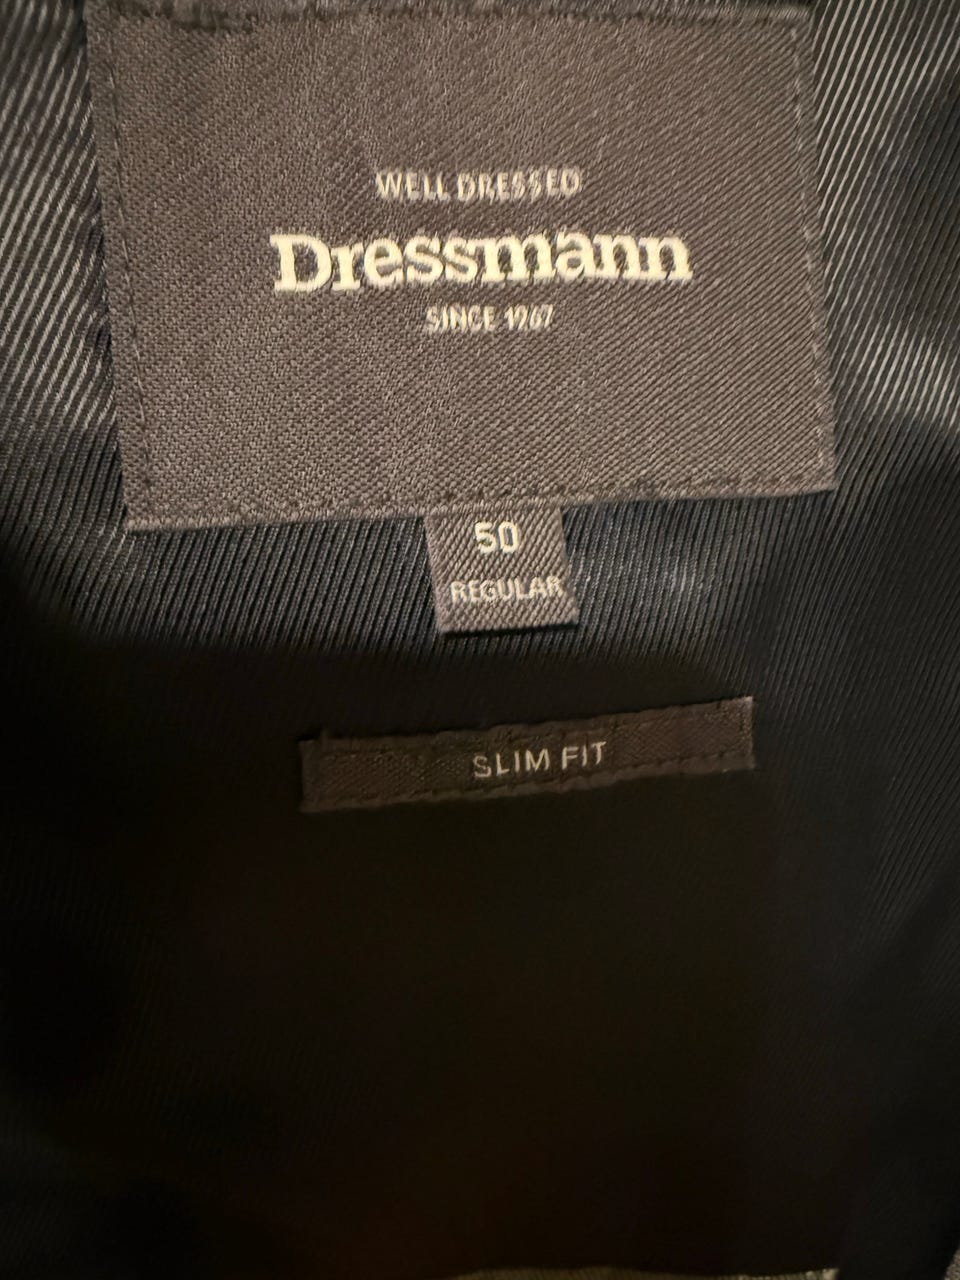 WELL DRESSED
Dressmann
SINCE 1967
50
REGULAR
SLIM FIT